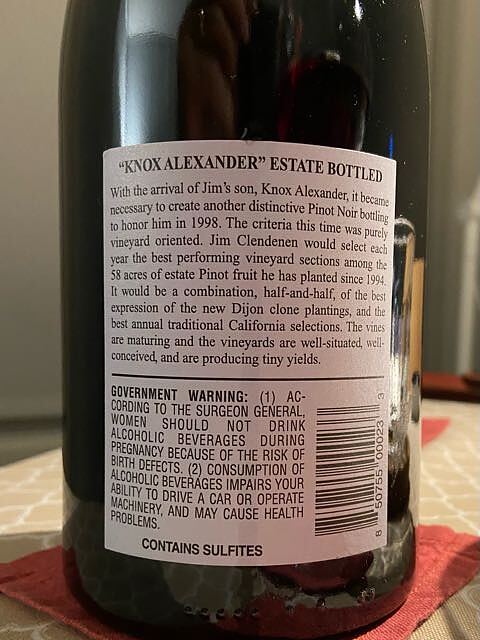 “KNOX ALEXANDER” ESTATE BOTTLED
With the arrival of Jim’s son, Knox Alexander, it became
necessary to create another distinctive Pinot Noir bottling
to honor him in 1998. The criteria this time was purely
vineyard oriented. Jim Clendenen would select each
year the best performing vineyard sections among the
58 acres of estate Pinot fruit he has planted since 1994.
It would be a combination, half-and-half, of the best
expression of the new Dijon clone plantings, and the
best annual traditional California selections. The vines
are maturing and the vineyards are well-situated, well-
conceived, and are producing tiny yields.
GOVERNMENT WARNING: (1) AC-
CORDING TO THE SURGEON GENERAL,
WOMEN SHOULD NOT DRINK
ALCOHOLIC BEVERAGES DURING
PREGNANCY BECAUSE OF THE RISK OF
BIRTH DEFECTS. (2) CONSUMPTION OF
ALCOHOLIC BEVERAGES IMPAIRS YOUR
ABILITY TO DRIVE A CAR OR OPERATE
MACHINERY, AND MAY CAUSE HEALTH
PROBLEMS.
CONTAINS SULFITES
8 50755 00023 3